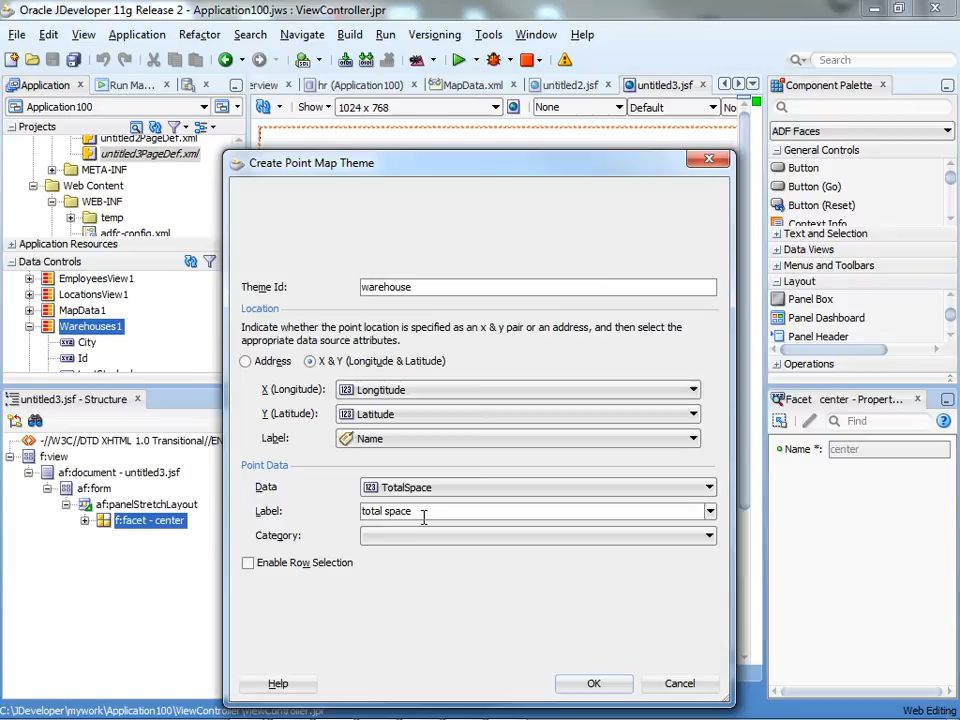 Oracle JDeveloper 11g Release 2 - Application100.jws : ViewController.jpr
File Edit View Application Refactor Search Navigate Build Run Versioning Tools Window Help
Search
Application Run Ma... erview hr (Application100) MapData.xml untitled2.jsf untitled3.jsf Component Palette
Application100 Show 1024 x 768 None Default No
Projects
ADF Faces
untitled2PageDef.xml
untitled3PageDef.xml
General Controls
META-INF
Button
Web Content
Button (Go)
WEB-INF
Button (Reset)
temp
Context Info
adfc-config.xml
Text and Selection
Application Resources
Data Views
Data Controls
Menus and Toolbars
EmployeesView1
Layout
LocationsView1
Panel Box
MapData1
Panel Dashboard
Warehouses1
Panel Header
City
Id
Operations
untitled3.jsf - Structure
Facet center - Propert...
Find
-//W3C//DTD XHTML 1.0 Transitional//EN
f:view
Name *: center
af:document - untitled3.jsf
af:form
af:panelStretchLayout
f:facet - center
Create Point Map Theme
Theme Id: warehouse
Location
Indicate whether the point location is specified as an x & y pair or an address, and then select the
appropriate data source attributes.
Address X & Y (Longitude & Latitude)
X (Longitude): Longtitude
Y (Latitude): Latitude
Label: Name
Point Data
Data TotalSpace
Label: total space
Category:
Enable Row Selection
Help OK Cancel
C:\JDeveloper\mywork\Application100\ViewController\ViewController.jpr
Web Editing